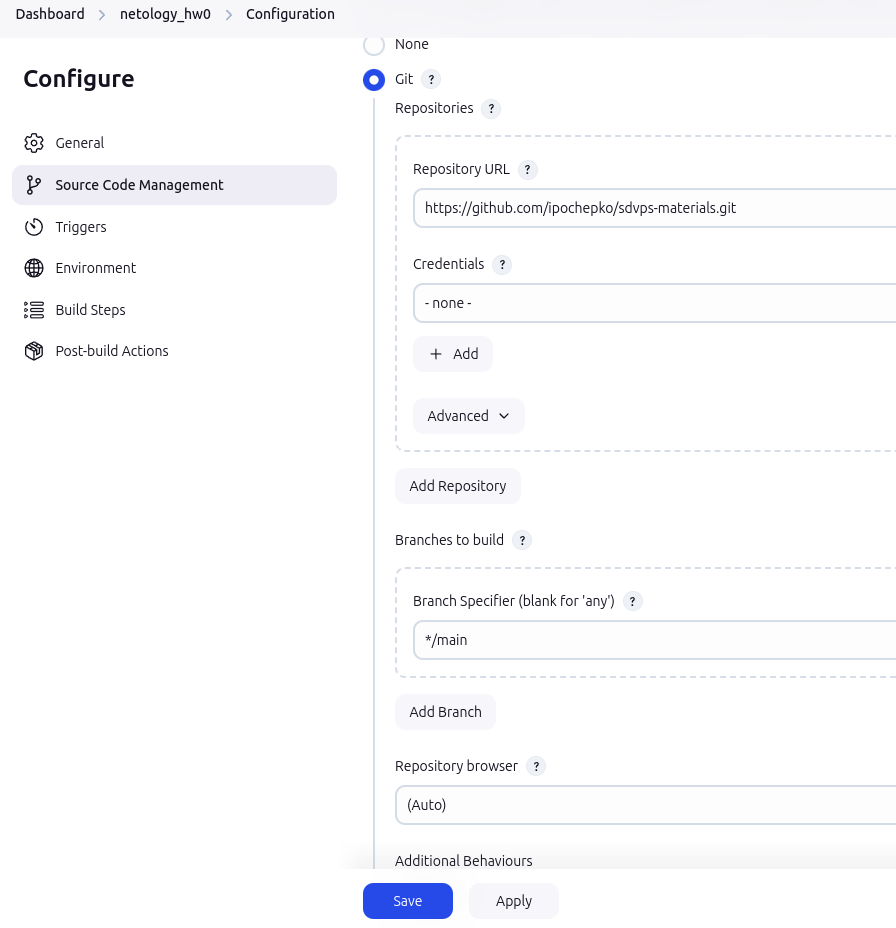 Dashboard > netology_hw0 > Configuration
Configure
General
Source Code Management
Triggers
Environment
Build Steps
Post-build Actions
None
Git ?
Repositories ?
Repository URL ?
https://github.com/ipochepko/sdvps-materials.git
Credentials ?
- none -
+ Add
Advanced
Add Repository
Branches to build ?
Branch Specifier (blank for 'any') ?
*/main
Add Branch
Repository browser ?
(Auto)
Additional Behaviours
Save
Apply